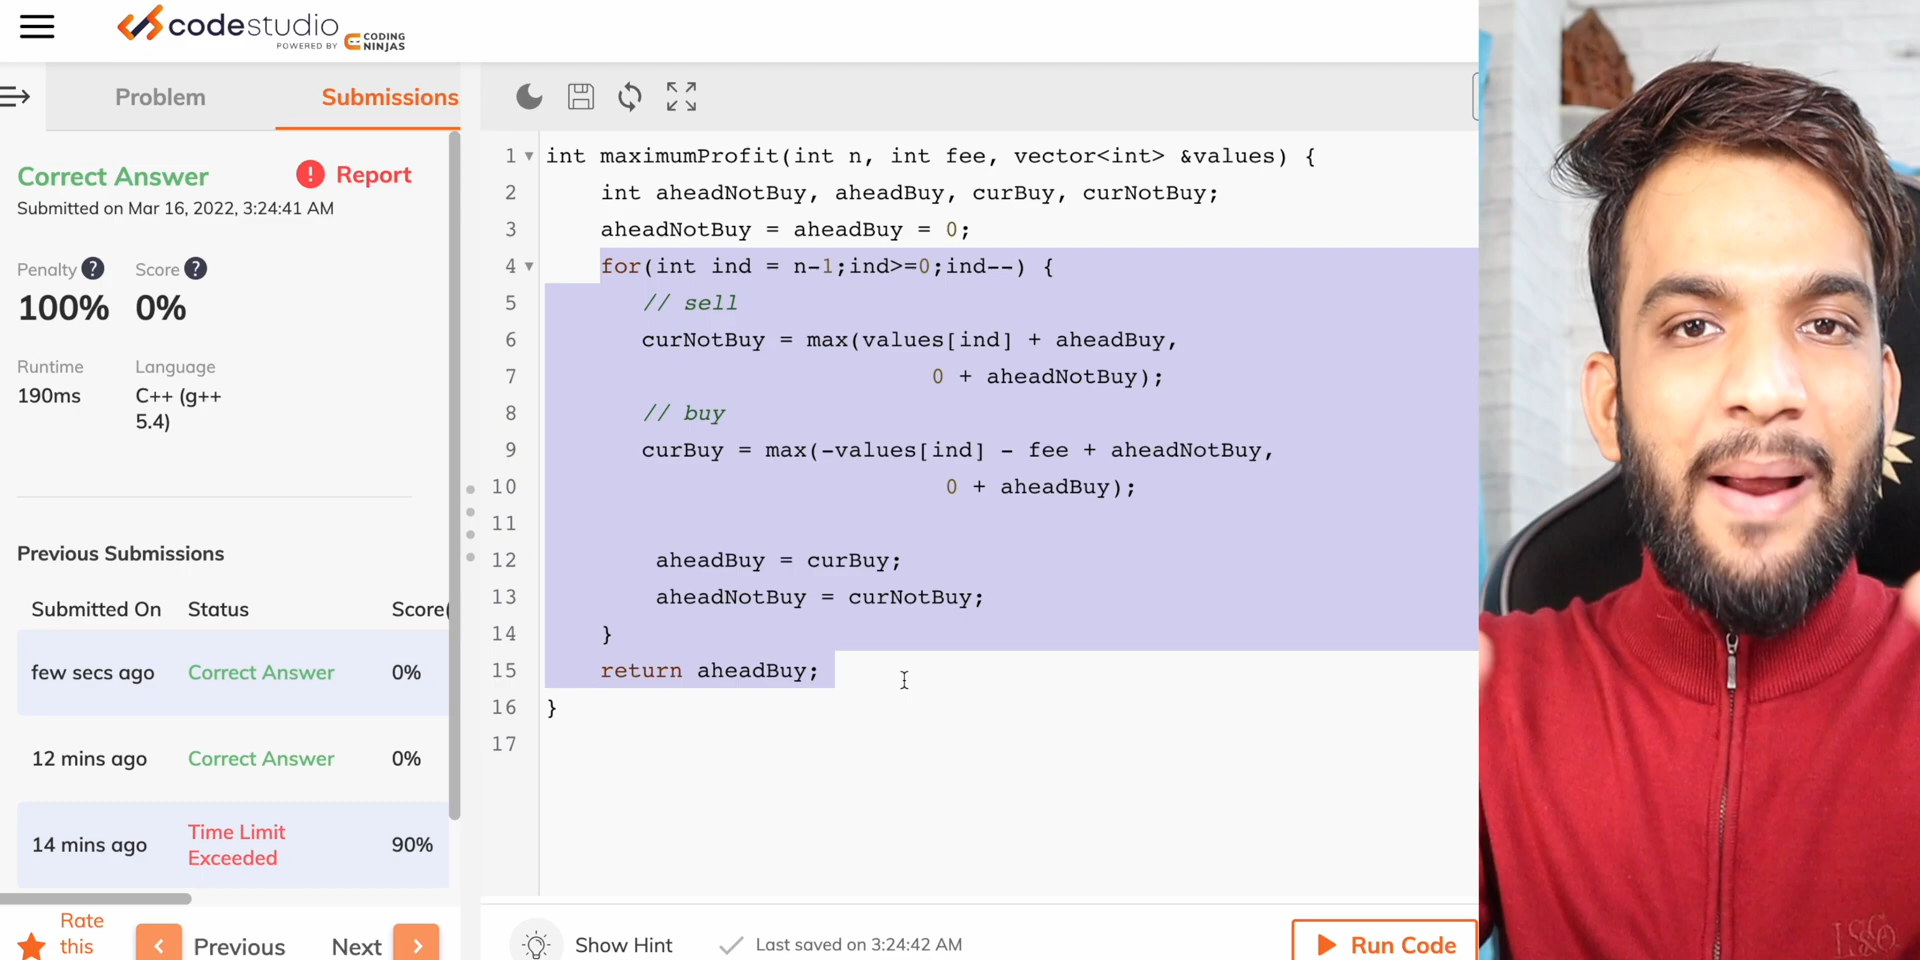 codestudio
POWERED BY CODING NINJAS
Problem
Submissions
Correct Answer
Report
Submitted on Mar 16, 2022, 3:24:41 AM
Penalty ? Score ?
100% 0%
Runtime Language
190ms C++ (g++ 5.4)
Previous Submissions
Submitted On Status Score(
few secs ago Correct Answer 0%
12 mins ago Correct Answer 0%
14 mins ago Time Limit Exceeded 90%
Rate this
Previous Next
1 int maximumProfit(int n, int fee, vector<int> &values) {
2 int aheadNotBuy, aheadBuy, curBuy, curNotBuy;
3 aheadNotBuy = aheadBuy = 0;
4 for(int ind = n-1;ind>=0;ind--) {
5 // sell
6 curNotBuy = max(values[ind] + aheadBuy,
7 0 + aheadNotBuy);
8 // buy
9 curBuy = max(-values[ind] - fee + aheadNotBuy,
10 0 + aheadBuy);
11
12 aheadBuy = curBuy;
13 aheadNotBuy = curNotBuy;
14 }
15 return aheadBuy;
16 }
17
Show Hint
Last saved on 3:24:42 AM
Run Code